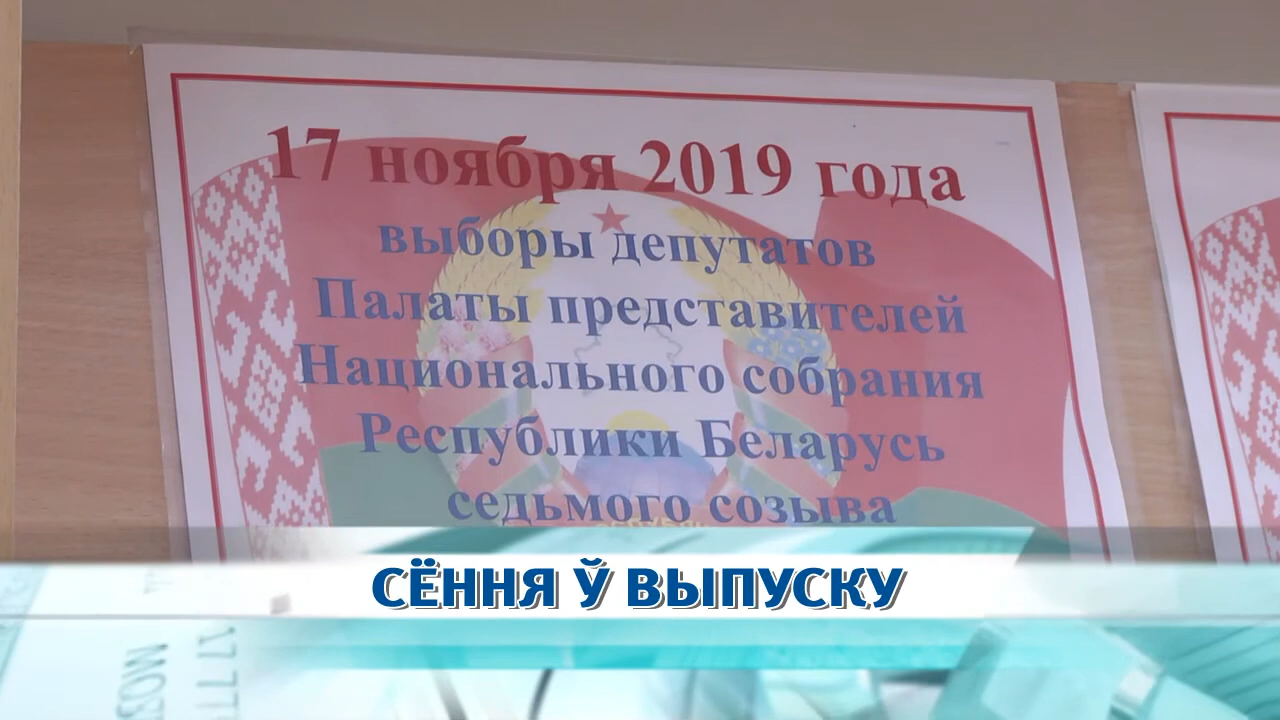 17 ноября 2019 года
выборы депутатов
Палаты представителей
Национального собрания
Республики Беларусь
седьмого созыва
СЁННЯ Ў ВЫПУСКУ